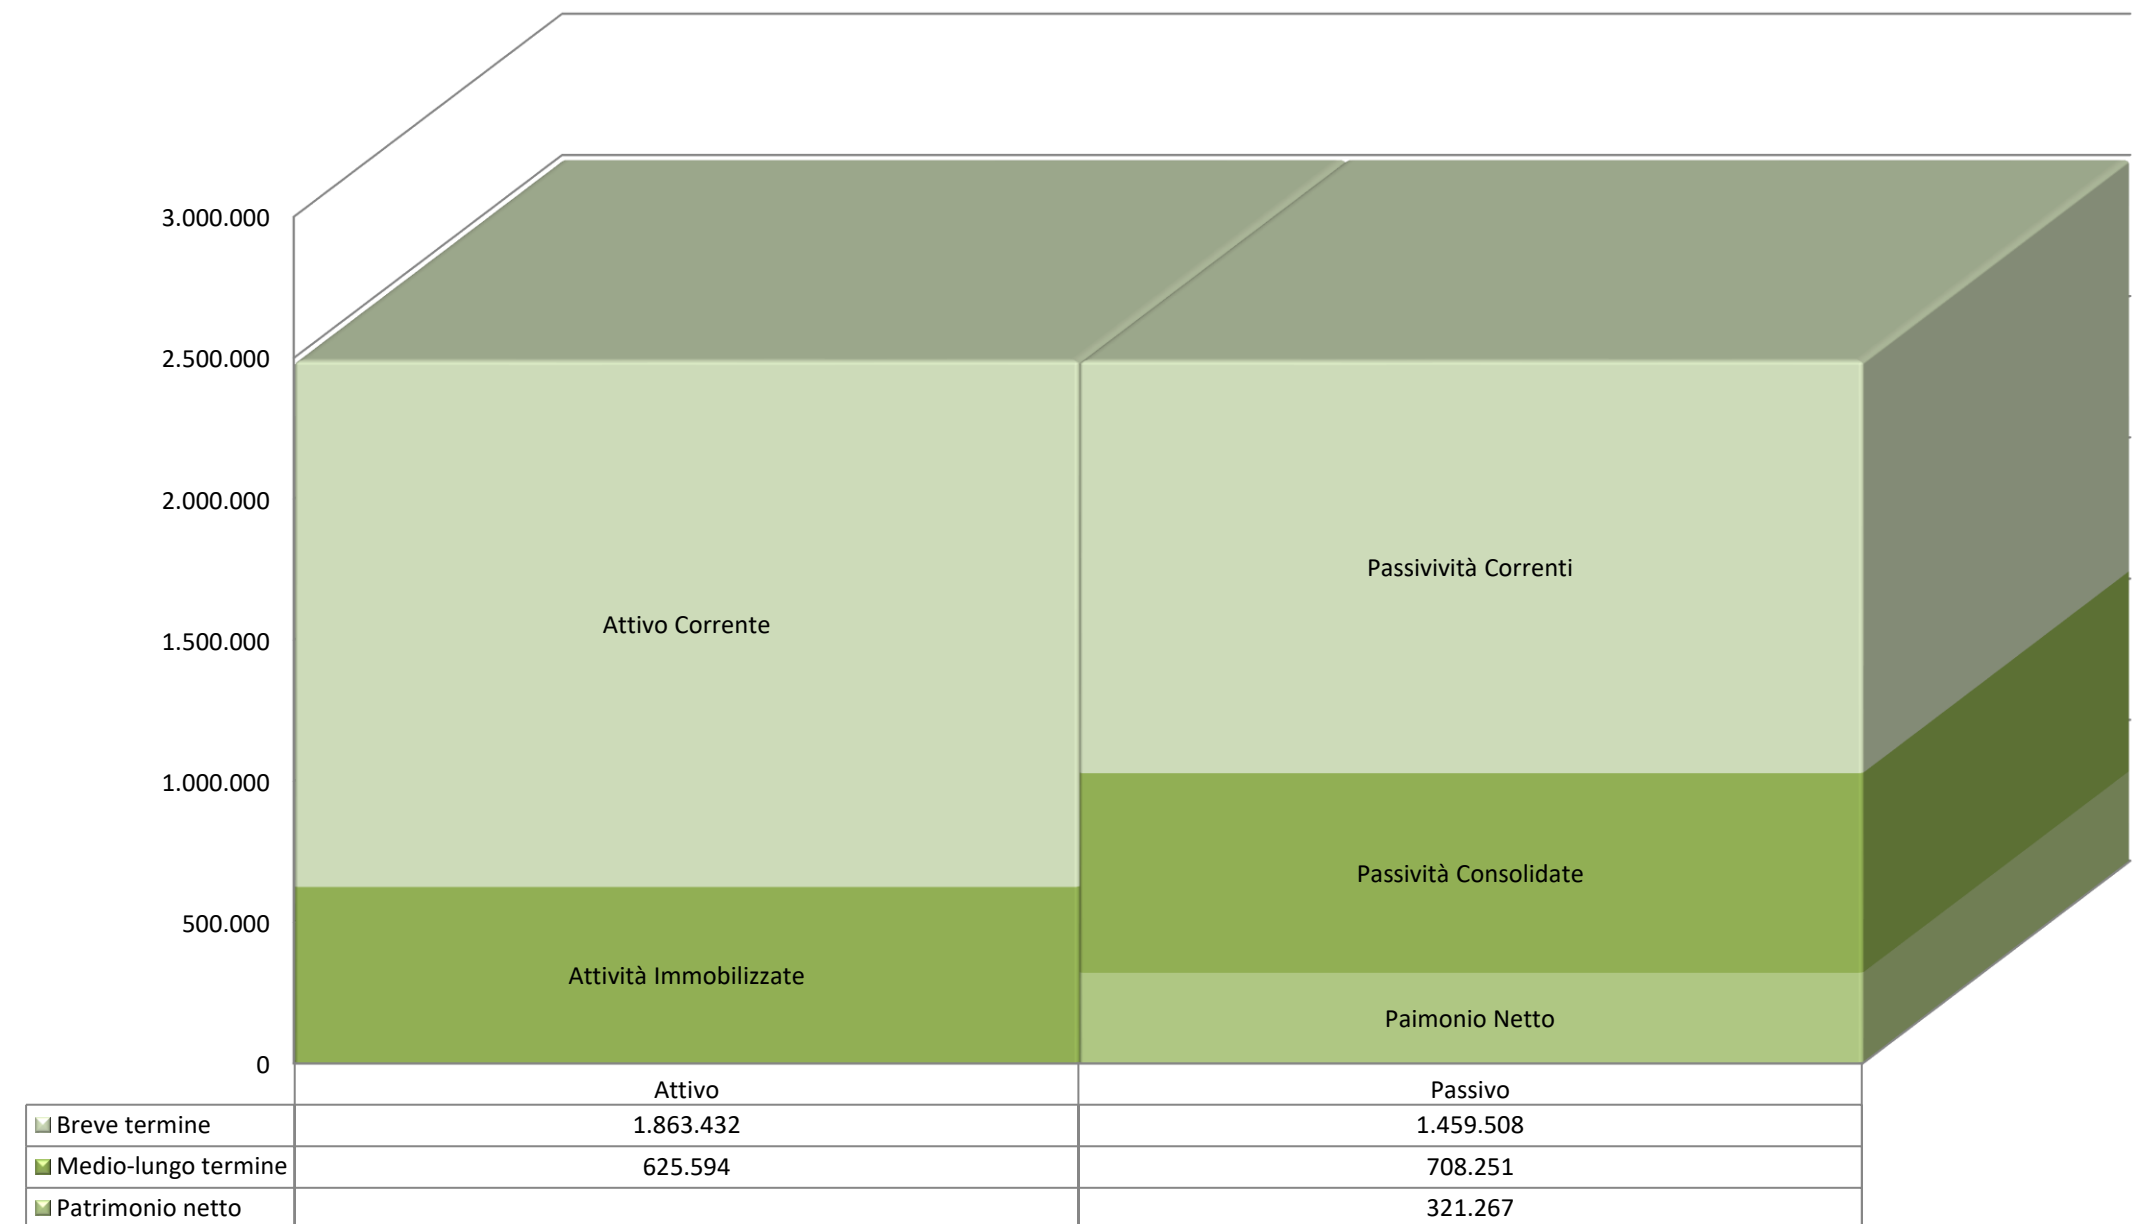 3.000.000
2.500.000
2.000.000
1.500.000
1.000.000
500.000
0
Attivo Corrente
Attività Immobilizzate
Passivività Correnti
Passività Consolidate
Paimonio Netto
Attivo Passivo
Breve termine 1.863.432 1.459.508
Medio-lungo termine 625.594 708.251
Patrimonio netto 321.267